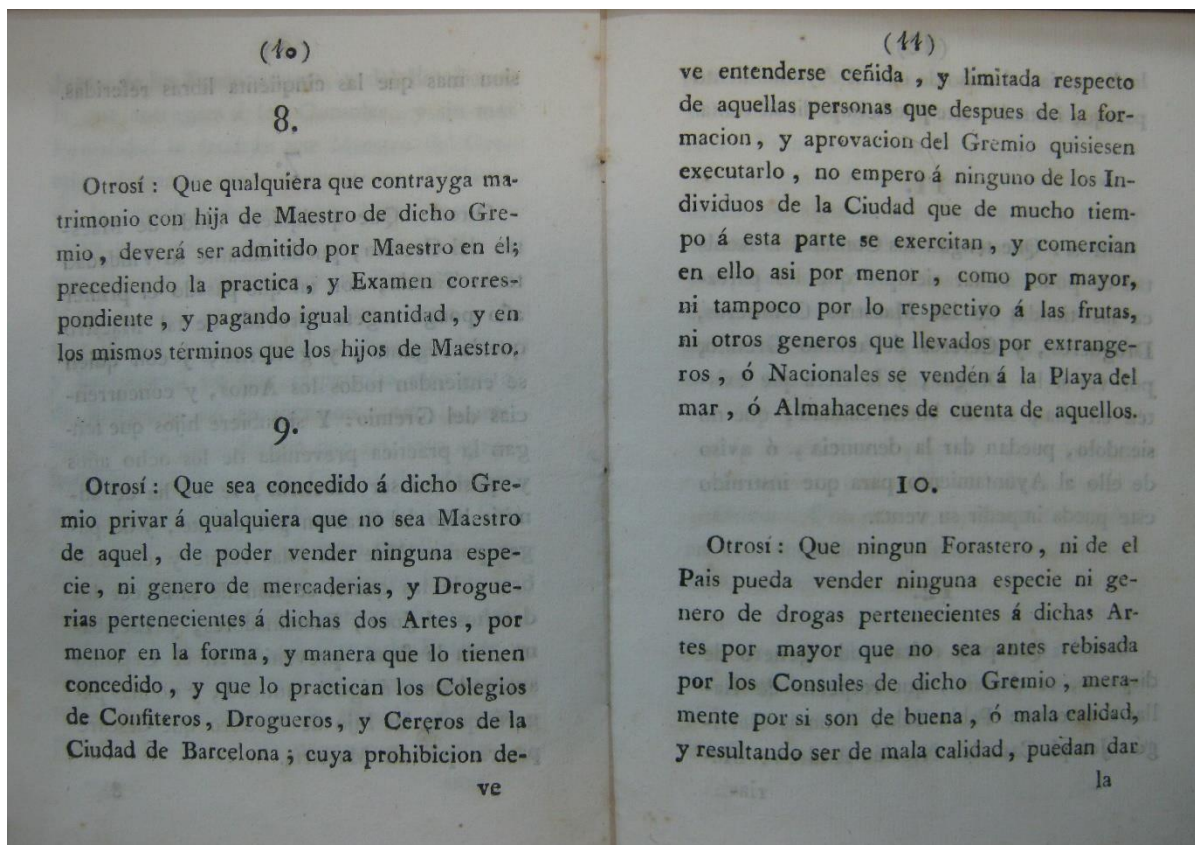 (10)
8.
Otrosí : Que qualquiera que contrayga ma-
trimonio con hija de Maestro de dicho Gre-
mio , deverá ser admitido por Maestro en él;
precediendo la practica , y Examen corres-
pondiente , y pagando igual cantidad , y en
los mismos términos que los hijos de Maestro.
9.
Otrosí : Que sea concedido á dicho Gre-
mio privar á qualquiera que no sea Maestro
de aquel , de poder vender ninguna espe-
cie , ni genero de mercaderias , y Drogue-
rias pertenecientes á dichas dos Artes , por
menor en la forma , y manera que lo tienen
concedido , y que lo practican los Colegios
de Confiteros , Drogueros , y Cereros de la
Ciudad de Barcelona ; cuya prohibicion de-
ve
(11)
ve entenderse ceñida , y limitada respecto
de aquellas personas que despues de la for-
macion , y aprovacion del Gremio quisiesen
executarlo , no empero á ninguno de los In-
dividuos de la Ciudad que de mucho tiem-
po á esta parte se exercitan , y comercian
en ello asi por menor , como por mayor,
ni tampoco por lo respectivo á las frutas,
ni otros generos que llevados por extrange-
ros , ó Nacionales se vendén á la Playa del
mar , ó Almahacenes de cuenta de aquellos.
10.
Otrosí : Que ningun Forastero , ni de el
Pais pueda vender ninguna especie ni ge-
nero de drogas pertenecientes á dichas Ar-
tes por mayor que no sea antes rebisada
por los Consules de dicho Gremio , mera-
mente por si son de buena , ó mala calidad,
y resultando ser de mala calidad , puedan dar
la